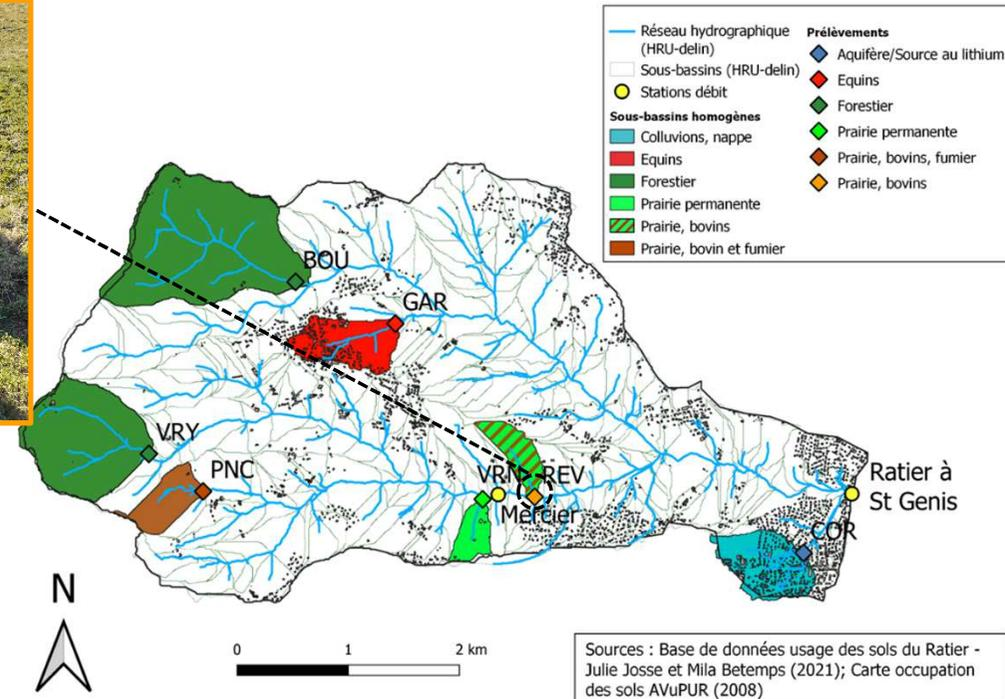 Réseau hydrographique
(HRU-delin)
Sous-bassins (HRU-delin)
Stations débit
Sous-bassins homogènes
Colluvions, nappe
Equins
Forestier
Prairie permanente
Prairie, bovins
Prairie, bovin et fumier
Prélèvements
Aquifère/Source au lithium
Equins
Forestier
Prairie permanente
Prairie, bovins, fumier
Prairie, bovins
BOU
GAR
VRY
PNC
VRN
REV
Mercier
Ratier à
St Genis
COR
N
0 1 2 km
Sources : Base de données usage des sols du Ratier -
Julie Josse et Mila Betemps (2021); Carte occupation
des sols AVuPUR (2008)